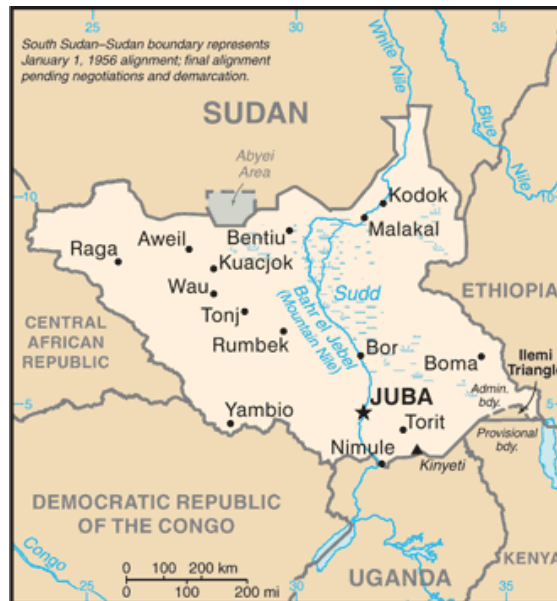 25
30
35
South Sudan–Sudan boundary represents
January 1, 1956 alignment; final alignment
pending negotiations and demarcation.
White Nile
Blue
Nile
SUDAN
Abyei
Area
10
10
Kodok
Malakal
Bentiu
Aweil
Raga
Kuacjok
Wau
Tonj
Rumbek
Sudd
Bahr el Jebel
(Mountain Nile)
ETHIOPIA
CENTRAL
AFRICAN
REPUBLIC
Bor
Boma
Ilemi
Triangle
Admin.
bdy.
5
5
JUBA
Yambio
Torit
Provisional
bdy.
Nimule
Kinyeti
DEMOCRATIC REPUBLIC
OF THE CONGO
Congo
UGANDA
KENYA
0 100 200 km
0 100 200 mi
25
30
35